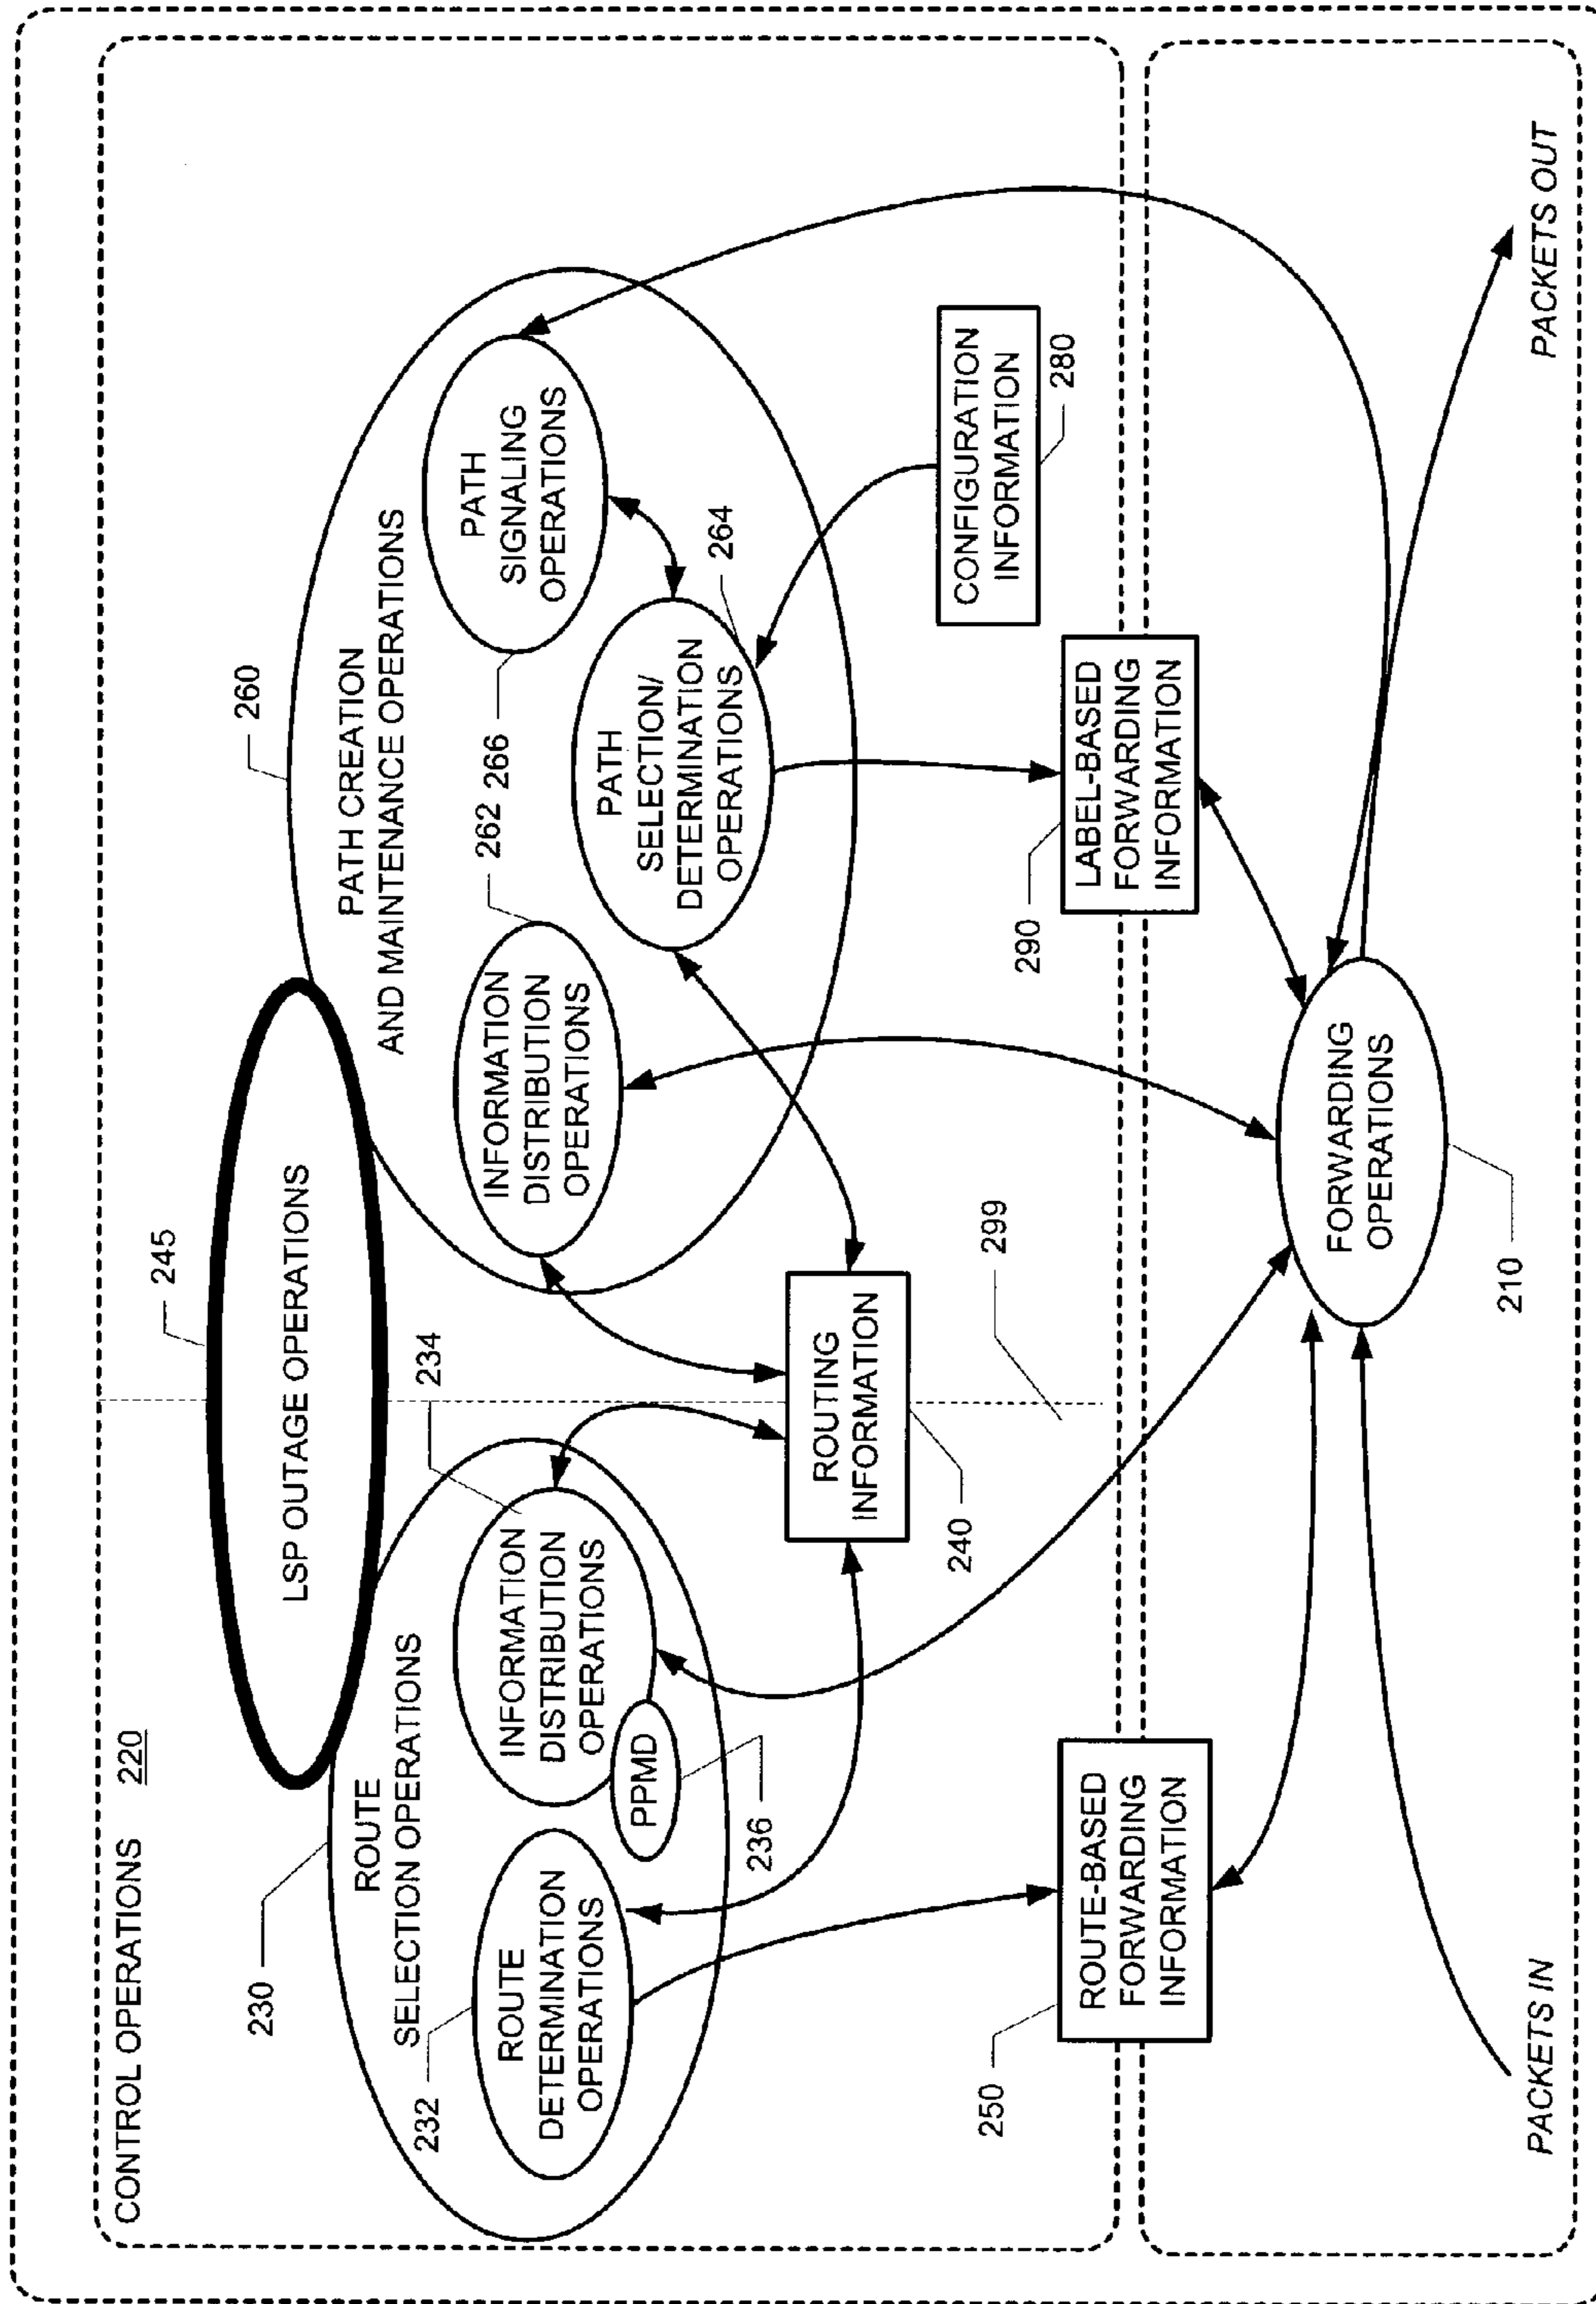 CONTROL OPERATIONS 220
245
LSP OUTAGE OPERATIONS
230
ROUTE
SELECTION OPERATIONS
232
ROUTE
DETERMINATION
OPERATIONS
234
INFORMATION
DISTRIBUTION
OPERATIONS
PPMD
236
260
PATH CREATION
AND MAINTENANCE OPERATIONS
262
INFORMATION
DISTRIBUTION
OPERATIONS
266
PATH
SIGNALING
OPERATIONS
264
PATH
SELECTION/
DETERMINATION
OPERATIONS
ROUTING
INFORMATION
240
299
CONFIGURATION
INFORMATION
280
250
ROUTE-BASED
FORWARDING
INFORMATION
290
LABEL-BASED
FORWARDING
INFORMATION
FORWARDING
OPERATIONS
210
PACKETS IN
PACKETS OUT